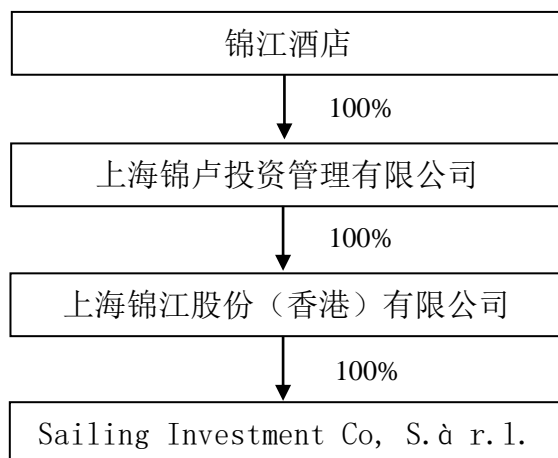 锦江酒店
100%
上海锦卢投资管理有限公司
100%
上海锦江股份（香港）有限公司
100%
Sailing Investment Co, S.à r.l.